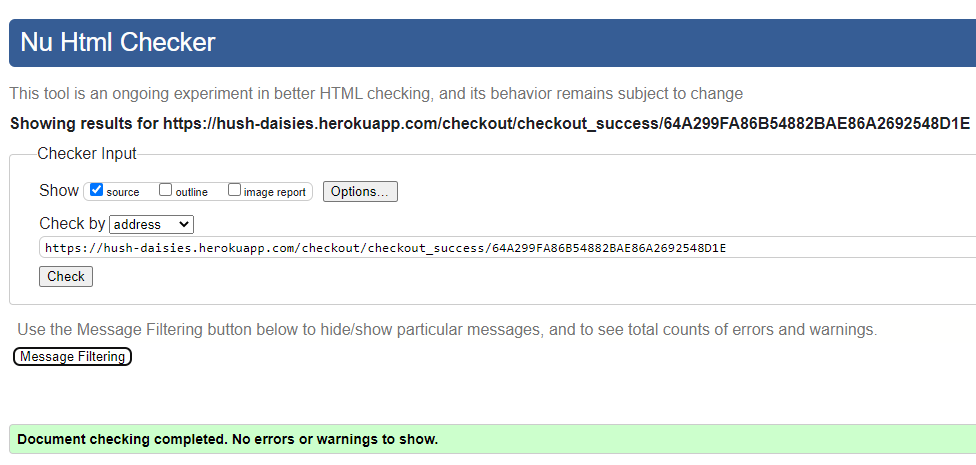 Nu Html Checker
This tool is an ongoing experiment in better HTML checking, and its behavior remains subject to change
Showing results for https://hush-daisies.herokuapp.com/checkout/checkout_success/64A299FA86B54882BAE86A2692548D1E
Checker Input
Show source outline image report Options...
Check by address
https://hush-daisies.herokuapp.com/checkout/checkout_success/64A299FA86B54882BAE86A2692548D1E
Check
Use the Message Filtering button below to hide/show particular messages, and to see total counts of errors and warnings.
Message Filtering
Document checking completed. No errors or warnings to show.